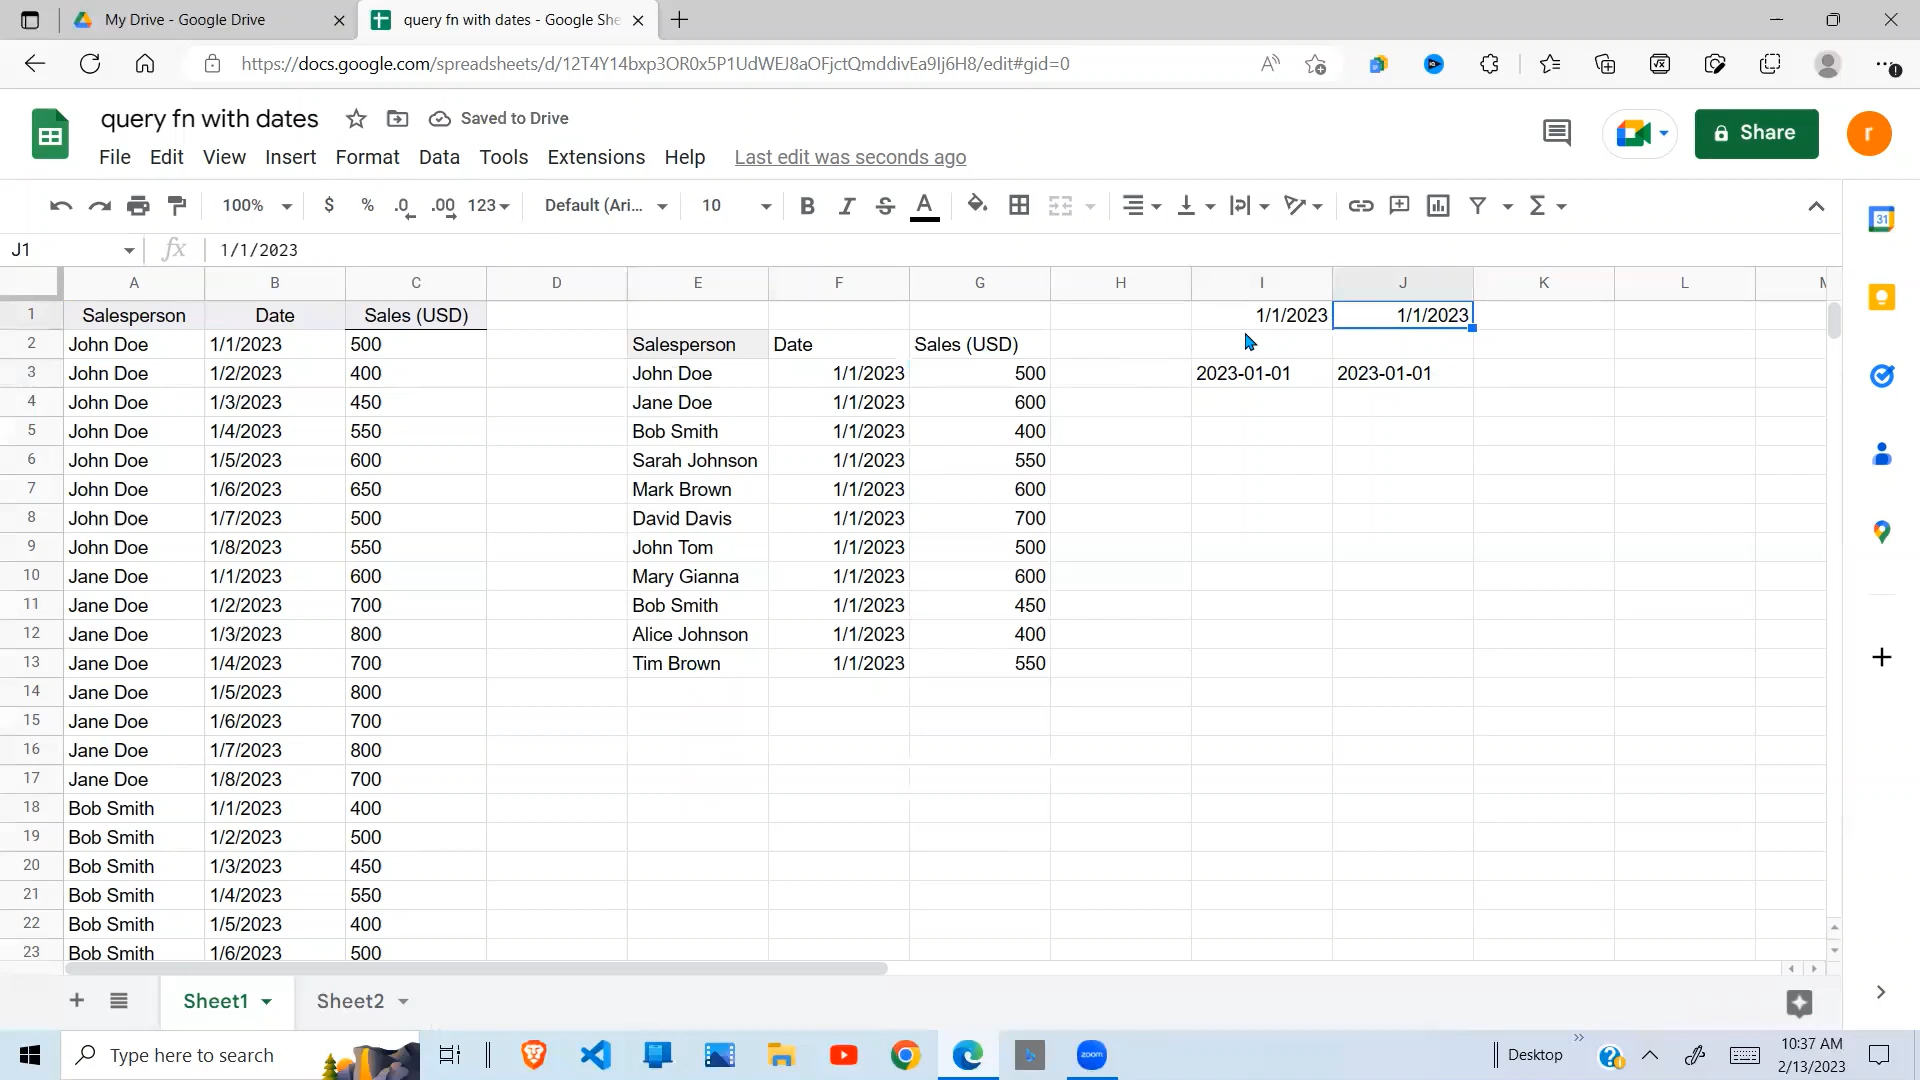 My Drive - Google Drive
query fn with dates - Google She
https://docs.google.com/spreadsheets/d/12T4Y14bxp3OR0x5P1UdWEJ8aOFjctQmddivEa9Ij6H8/edit#gid=0
query fn with dates
Saved to Drive
Share
r
File Edit View Insert Format Data Tools Extensions Help Last edit was seconds ago
100% $ % .0 .00 123 Default (Ari... 10 B I S A Σ
31
J1 fx 1/1/2023
A B C D E F G H I J K L M
1 Salesperson Date Sales (USD) 1/1/2023 1/1/2023
2 John Doe 1/1/2023 500 Salesperson Date Sales (USD)
3 John Doe 1/2/2023 400 John Doe 1/1/2023 500 2023-01-01 2023-01-01
4 John Doe 1/3/2023 450 Jane Doe 1/1/2023 600
5 John Doe 1/4/2023 550 Bob Smith 1/1/2023 400
6 John Doe 1/5/2023 600 Sarah Johnson 1/1/2023 550
7 John Doe 1/6/2023 650 Mark Brown 1/1/2023 600
8 John Doe 1/7/2023 500 David Davis 1/1/2023 700
9 John Doe 1/8/2023 550 John Tom 1/1/2023 500
10 Jane Doe 1/1/2023 600 Mary Gianna 1/1/2023 600
11 Jane Doe 1/2/2023 700 Bob Smith 1/1/2023 450
12 Jane Doe 1/3/2023 800 Alice Johnson 1/1/2023 400
13 Jane Doe 1/4/2023 700 Tim Brown 1/1/2023 550
14 Jane Doe 1/5/2023 800
15 Jane Doe 1/6/2023 700
16 Jane Doe 1/7/2023 800
17 Jane Doe 1/8/2023 700
18 Bob Smith 1/1/2023 400
19 Bob Smith 1/2/2023 500
20 Bob Smith 1/3/2023 450
21 Bob Smith 1/4/2023 550
22 Bob Smith 1/5/2023 400
23 Bob Smith 1/6/2023 500
Sheet1 Sheet2
Type here to search
zoom
Desktop
10:37 AM
2/13/2023